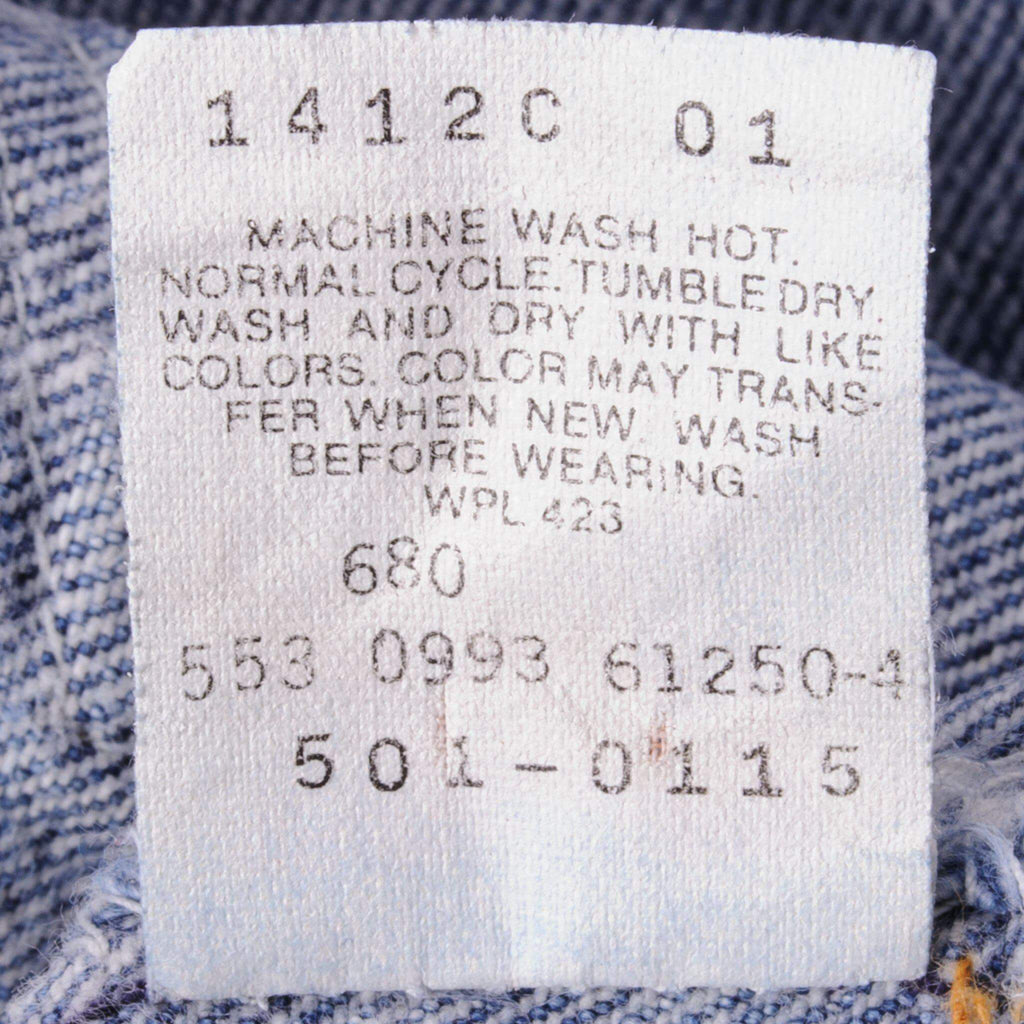 1412C 01
MACHINE WASH HOT.
NORMAL CYCLE. TUMBLE DRY.
WASH AND DRY WITH LIKE
COLORS. COLOR MAY TRANS-
FER WHEN NEW. WASH
BEFORE WEARING.
WPL 423
680
553 0993 61250-4
501-0115